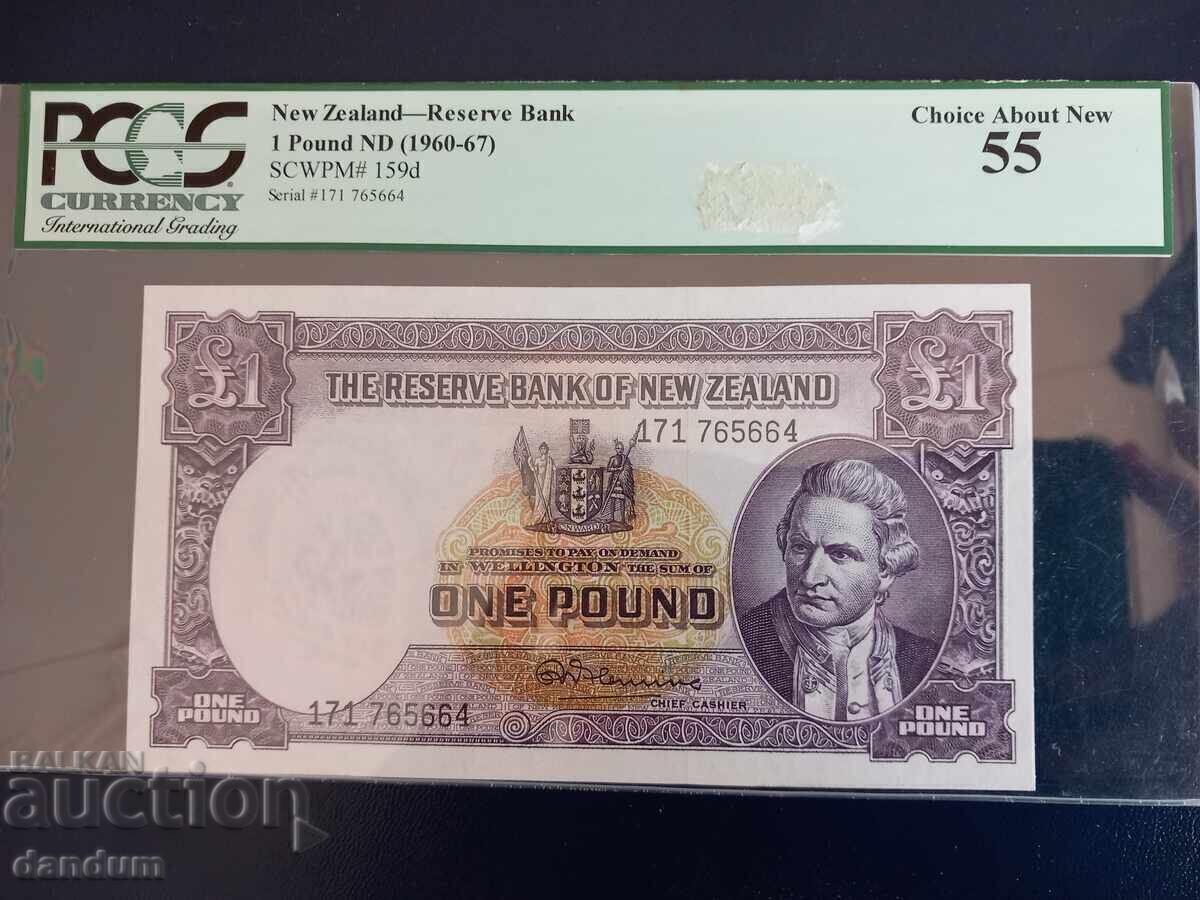 PCGS
CURRENCY
International Grading
New Zealand—Reserve Bank
1 Pound ND (1960-67)
SCWPM# 159d
Serial #171 765664
Choice About New
55
£1
£1
THE RESERVE BANK OF NEW ZEALAND
171 765664
ONWARD
PROMISES TO PAY ON DEMAND
IN WELLINGTON THE SUM OF
ONE POUND
R N Fleming
CHIEF CASHIER
171 765664
ONE
POUND
ONE
POUND
BALKAN
auction
dandum